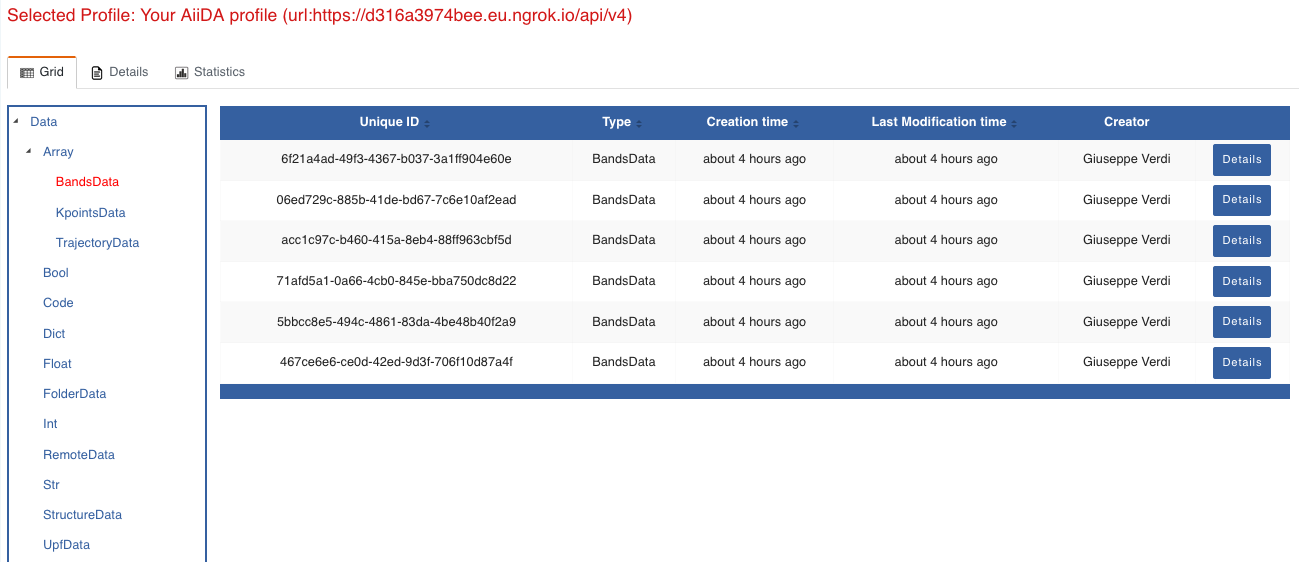 Selected Profile: Your AiiDA profile (url:https://d316a3974bee.eu.ngrok.io/api/v4)
Grid Details Statistics
Data
Array
BandsData
KpointsData
TrajectoryData
Bool
Code
Dict
Float
FolderData
Int
RemoteData
Str
StructureData
UpfData
Unique ID Type Creation time Last Modification time Creator
6f21a4ad-49f3-4367-b037-3a1ff904e60e BandsData about 4 hours ago about 4 hours ago Giuseppe Verdi Details
06ed729c-885b-41de-bd67-7c6e10af2ead BandsData about 4 hours ago about 4 hours ago Giuseppe Verdi Details
acc1c97c-b460-415a-8eb4-88ff963cbf5d BandsData about 4 hours ago about 4 hours ago Giuseppe Verdi Details
71afd5a1-0a66-4cb0-845e-bba750dc8d22 BandsData about 4 hours ago about 4 hours ago Giuseppe Verdi Details
5bbcc8e5-494c-4861-83da-4be48b40f2a9 BandsData about 4 hours ago about 4 hours ago Giuseppe Verdi Details
467ce6e6-ce0d-42ed-9d3f-706f10d87a4f BandsData about 4 hours ago about 4 hours ago Giuseppe Verdi Details